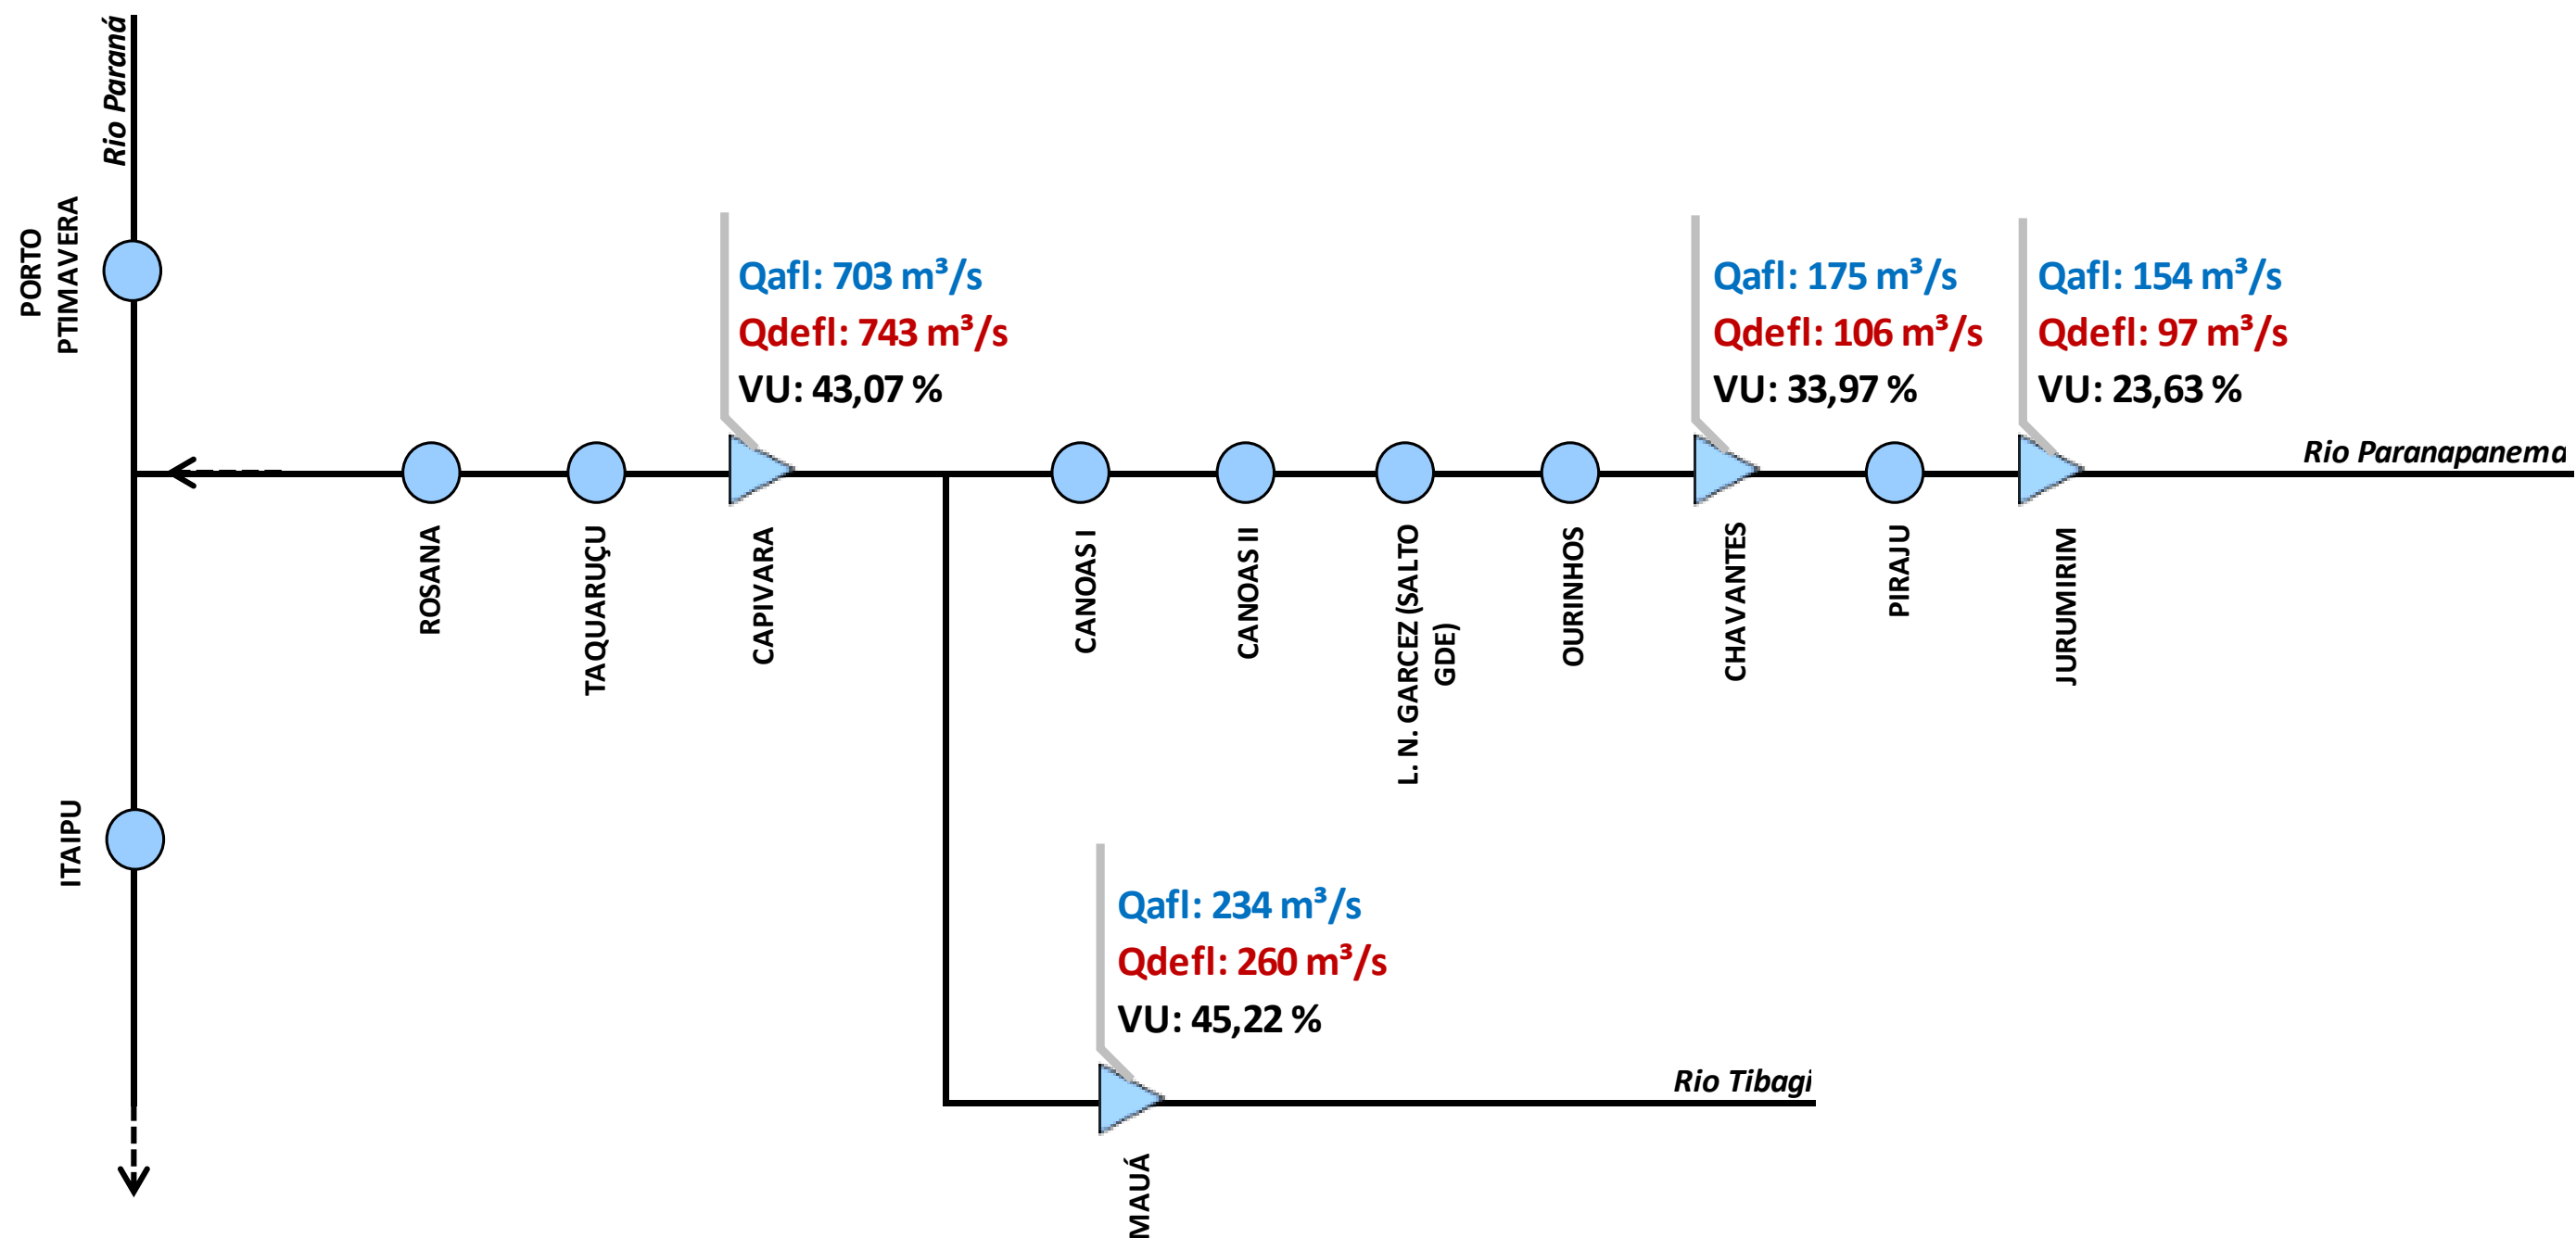 Rio Paraná
PORTO
PTIMAVERA
Qafl: 703 m³/s
Qdefl: 743 m³/s
VU: 43,07 %
Qafl: 175 m³/s
Qdefl: 106 m³/s
VU: 33,97 %
Qafl: 154 m³/s
Qdefl: 97 m³/s
VU: 23,63 %
Rio Paranapanema
ROSANA
TAQUARUÇU
CAPIVARA
CANOAS I
CANOAS II
L. N. GARCEZ (SALTO
GDE)
OURINHOS
CHAVANTES
PIRAJU
JURUMIRIM
ITAIPU
Qafl: 234 m³/s
Qdefl: 260 m³/s
VU: 45,22 %
Rio Tibagi
MAUÁ